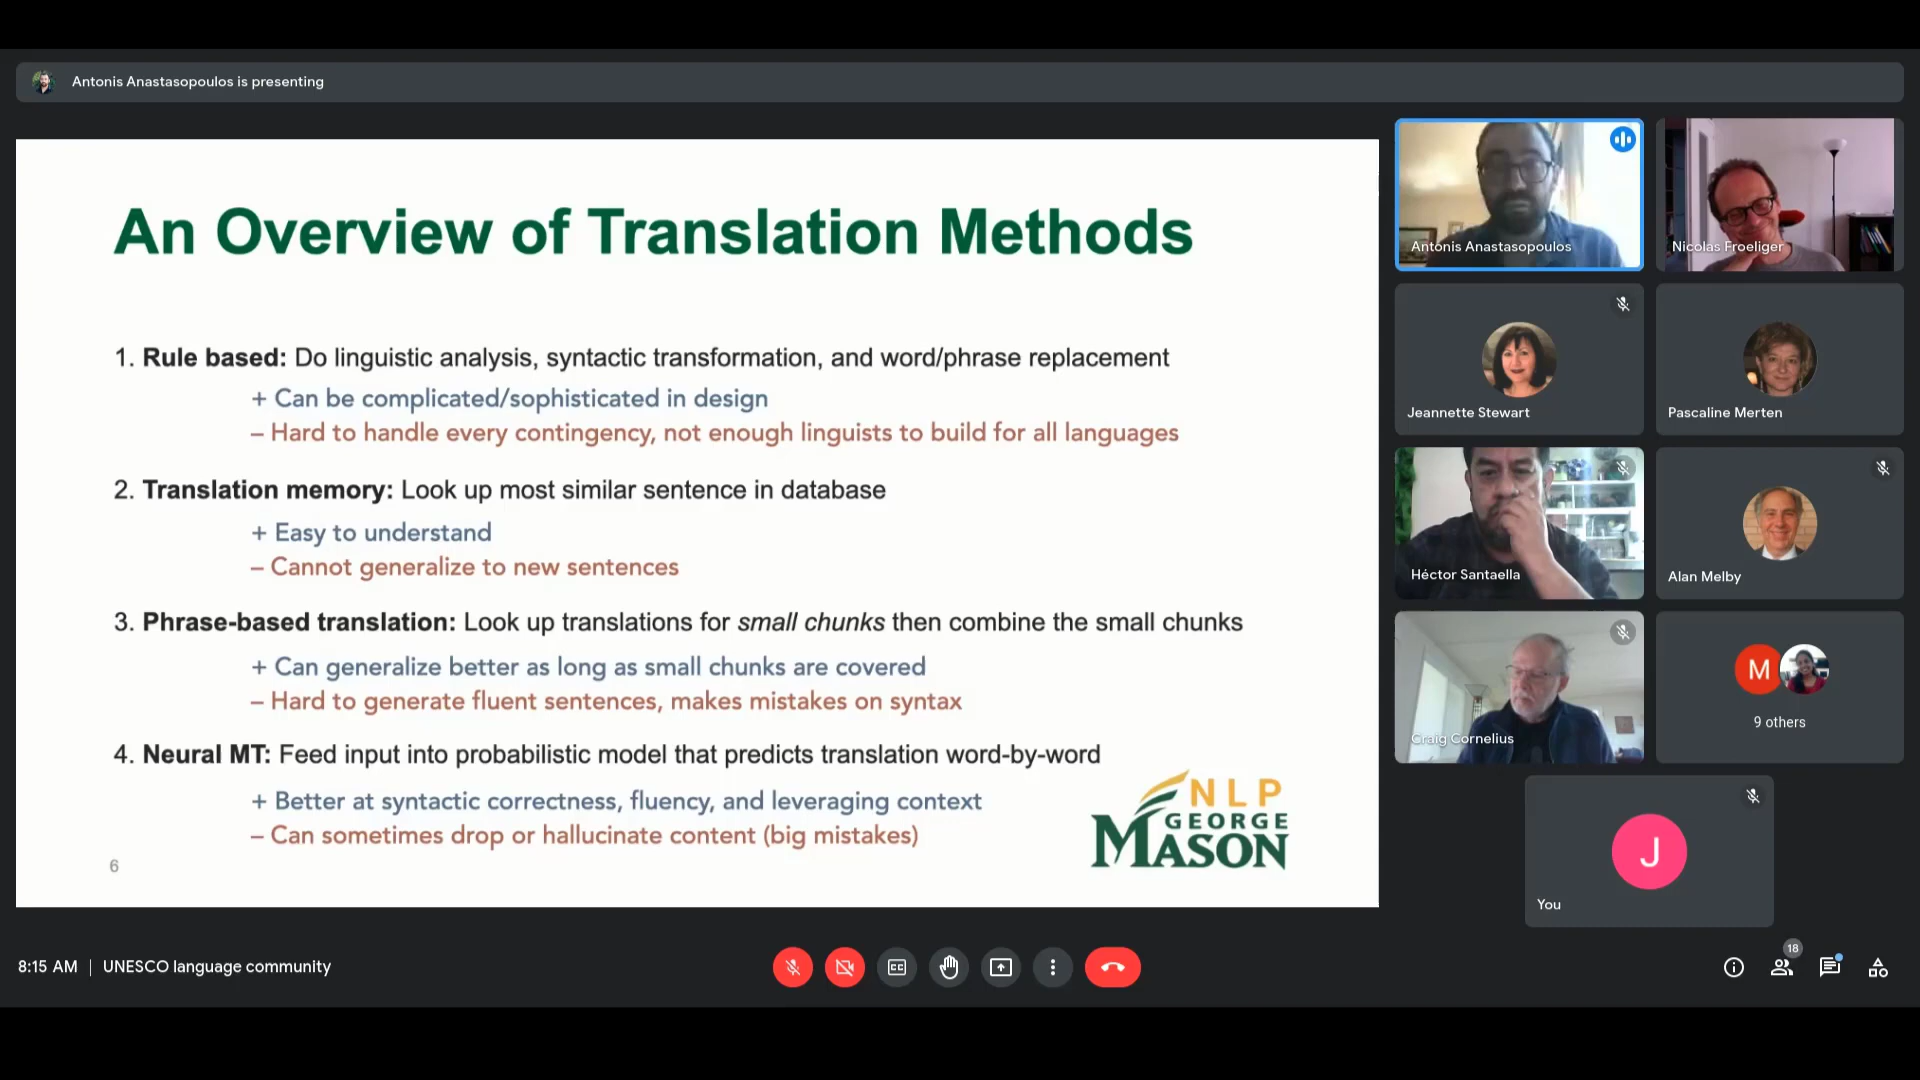 Antonis Anastasopoulos is presenting
An Overview of Translation Methods
1. Rule based: Do linguistic analysis, syntactic transformation, and word/phrase replacement
+ Can be complicated/sophisticated in design
– Hard to handle every contingency, not enough linguists to build for all languages
2. Translation memory: Look up most similar sentence in database
+ Easy to understand
– Cannot generalize to new sentences
3. Phrase-based translation: Look up translations for small chunks then combine the small chunks
+ Can generalize better as long as small chunks are covered
– Hard to generate fluent sentences, makes mistakes on syntax
4. Neural MT: Feed input into probabilistic model that predicts translation word-by-word
+ Better at syntactic correctness, fluency, and leveraging context
– Can sometimes drop or hallucinate content (big mistakes)
6
NLP
GEORGE
MASON
Antonis Anastasopoulos
Nicolas Froeliger
Jeannette Stewart
Pascaline Merten
Héctor Santaella
Alan Melby
Craig Cornelius
M
9 others
J
You
8:15 AM | UNESCO language community
CC
18